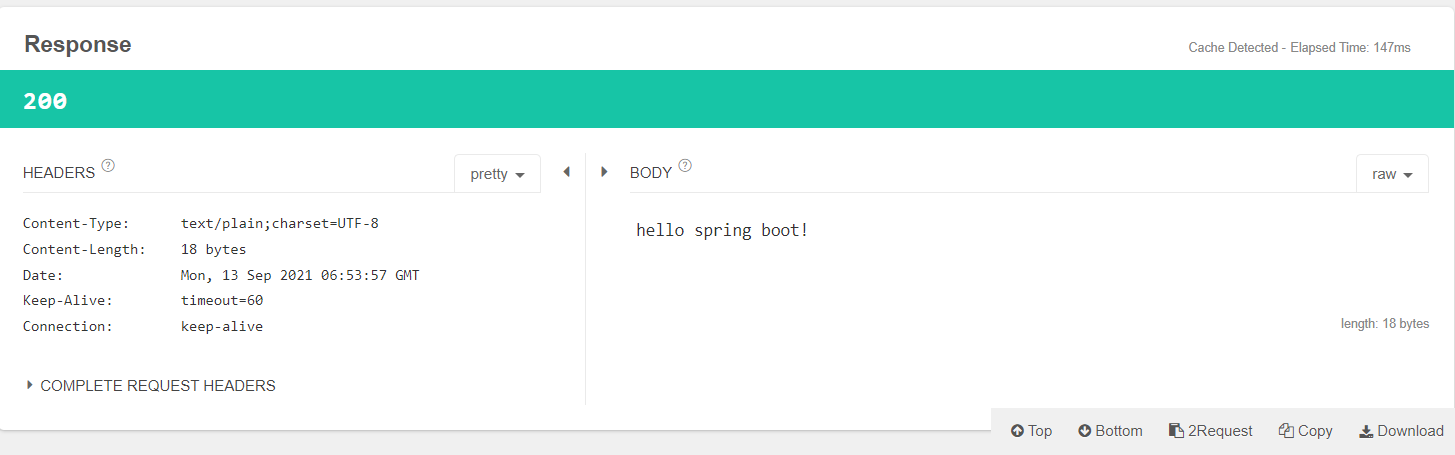 Response
Cache Detected - Elapsed Time: 147ms
200
HEADERS ?
pretty
Content-Type: text/plain;charset=UTF-8
Content-Length: 18 bytes
Date: Mon, 13 Sep 2021 06:53:57 GMT
Keep-Alive: timeout=60
Connection: keep-alive
COMPLETE REQUEST HEADERS
BODY ?
raw
hello spring boot!
length: 18 bytes
Top Bottom 2Request Copy Download